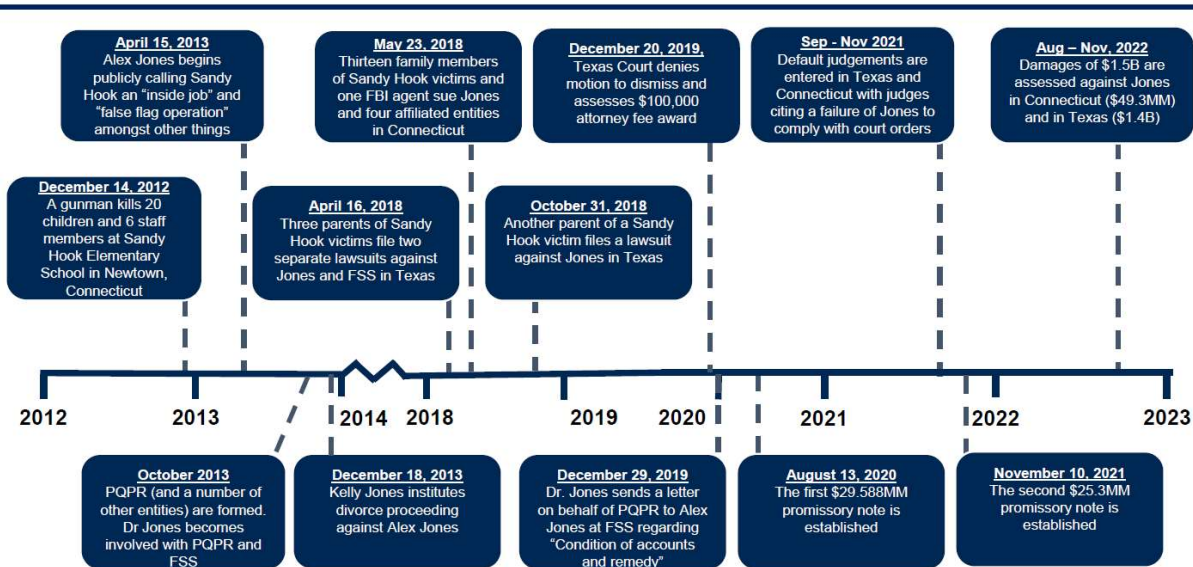 April 15, 2013
Alex Jones begins
publicly calling Sandy
Hook an “inside job” and
“false flag operation”
amongst other things
May 23, 2018
Thirteen family members
of Sandy Hook victims and
one FBI agent sue Jones
and four affiliated entities
in Connecticut
December 20, 2019,
Texas Court denies
motion to dismiss and
assesses $100,000
attorney fee award
Sep - Nov 2021
Default judgements are
entered in Texas and
Connecticut with judges
citing a failure of Jones to
comply with court orders
Aug – Nov, 2022
Damages of $1.5B are
assessed against Jones
in Connecticut ($49.3MM)
and in Texas ($1.4B)
December 14, 2012
A gunman kills 20
children and 6 staff
members at Sandy
Hook Elementary
School in Newtown,
Connecticut
April 16, 2018
Three parents of Sandy
Hook victims file two
separate lawsuits against
Jones and FSS in Texas
October 31, 2018
Another parent of a Sandy
Hook victim files a lawsuit
against Jones in Texas
2012
2013
2014
2018
2019
2020
2021
2022
2023
October 2013
PQPR (and a number of
other entities) are formed.
Dr Jones becomes
involved with PQPR and
FSS
December 18, 2013
Kelly Jones institutes
divorce proceeding
against Alex Jones
December 29, 2019
Dr. Jones sends a letter
on behalf of PQPR to Alex
Jones at FSS regarding
“Condition of accounts
and remedy”
August 13, 2020
The first $29.588MM
promissory note is
established
November 10, 2021
The second $25.3MM
promissory note is
established